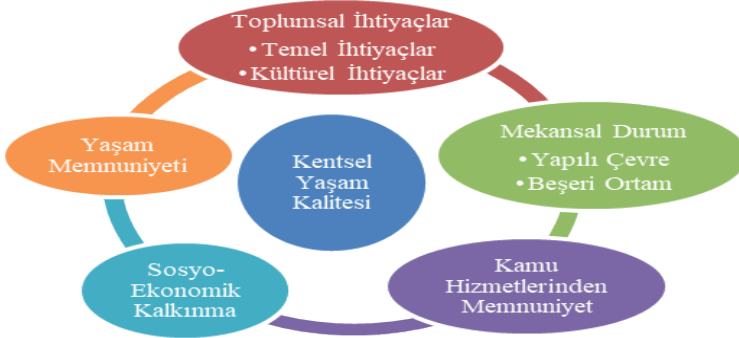 Toplumsal İhtiyaçlar
•Temel İhtiyaçlar
•Kültürel İhtiyaçlar
Mekansal Durum
•Yapılı Çevre
•Beşeri Ortam
Kamu
Hizmetlerinden
Memnuniyet
Sosyo-
Ekonomik
Kalkınma
Yaşam
Memnuniyeti
Kentsel
Yaşam
Kalitesi